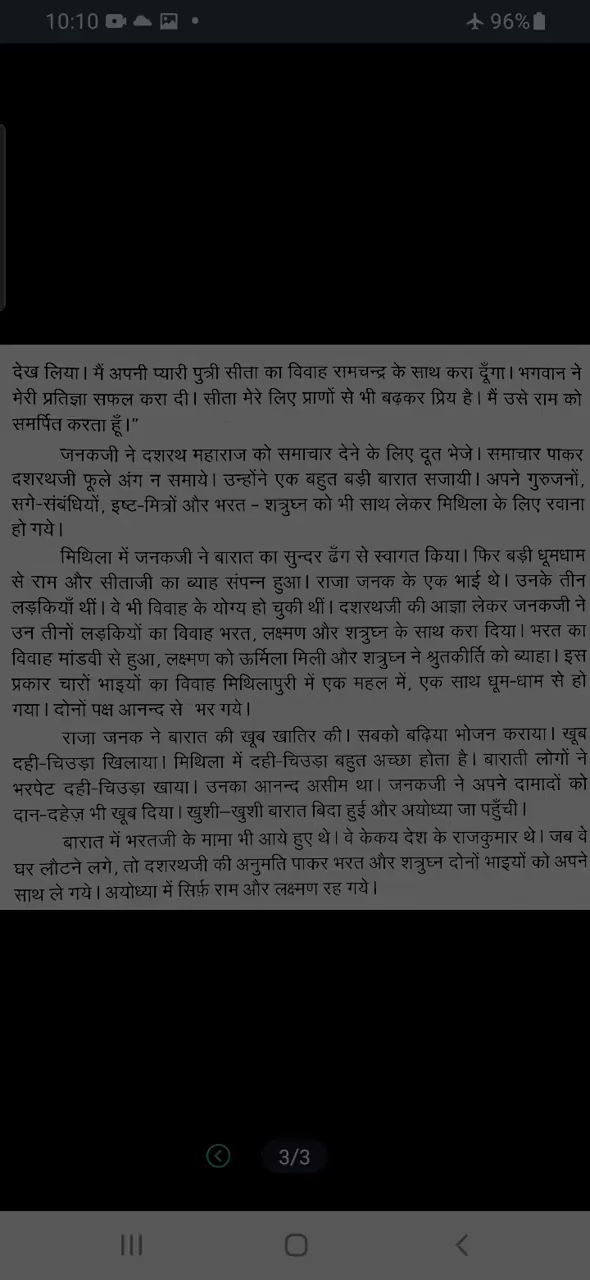 10:10
96%
देख लिया। मैं अपनी प्यारी पुत्री सीता का विवाह रामचन्द्र के साथ करा दूँगा। भगवान ने
मेरी प्रतिज्ञा सफल करा दी। सीता मेरे लिए प्राणों से भी बढ़कर प्रिय है। मैं उसे राम को
समर्पित करता हूँ।"
जनकजी ने दशरथ महाराज को समाचार देने के लिए दूत भेजे। समाचार पाकर
दशरथजी फूले अंग न समाये। उन्होंने एक बहुत बड़ी बारात सजायी। अपने गुरुजनों,
सगे-संबंधियों, इष्ट-मित्रों और भरत - शत्रुघ्न को भी साथ लेकर मिथिला के लिए रवाना
हो गये।
मिथिला में जनकजी ने बारात का सुन्दर ढँग से स्वागत किया। फिर बड़ी धूमधाम
से राम और सीताजी का ब्याह संपन्न हुआ। राजा जनक के एक भाई थे। उनके तीन
लड़कियाँ थीं। वे भी विवाह के योग्य हो चुकी थीं। दशरथजी की आज्ञा लेकर जनकजी ने
उन तीनों लड़कियों का विवाह भरत, लक्ष्मण और शत्रुघ्न के साथ करा दिया। भरत का
विवाह मांडवी से हुआ, लक्ष्मण को ऊर्मिला मिली और शत्रुघ्न ने श्रुतकीर्ति को ब्याहा। इस
प्रकार चारों भाइयों का विवाह मिथिलापुरी में एक महल में, एक साथ धूम-धाम से हो
गया। दोनों पक्ष आनन्द से भर गये।
राजा जनक ने बारात की खूब खातिर की। सबको बढ़िया भोजन कराया। खूब
दही-चिउड़ा खिलाया। मिथिला में दही-चिउड़ा बहुत अच्छा होता है। बाराती लोगों ने
भरपेट दही-चिउड़ा खाया। उनका आनन्द असीम था। जनकजी ने अपने दामादों को
दान-दहेज़ भी खूब दिया। खुशी-खुशी बारात बिदा हुई और अयोध्या जा पहुँची।
बारात में भरतजी के मामा भी आये हुए थे। वे केकय देश के राजकुमार थे। जब वे
घर लौटने लगे, तो दशरथजी की अनुमति पाकर भरत और शत्रुघ्न दोनों भाइयों को अपने
साथ ले गये। अयोध्या में सिर्फ़ राम और लक्ष्मण रह गये।
3/3